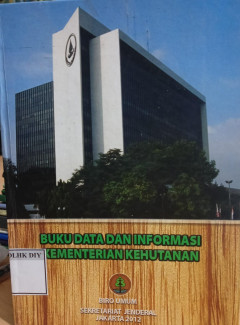 BUKU DATA DAN INFORMASI
KEMENTERIAN KEHUTANAN
DLHK DIY
BIRO UMUM
SEKRETARIAT JENDERAL
JAKARTA 2012